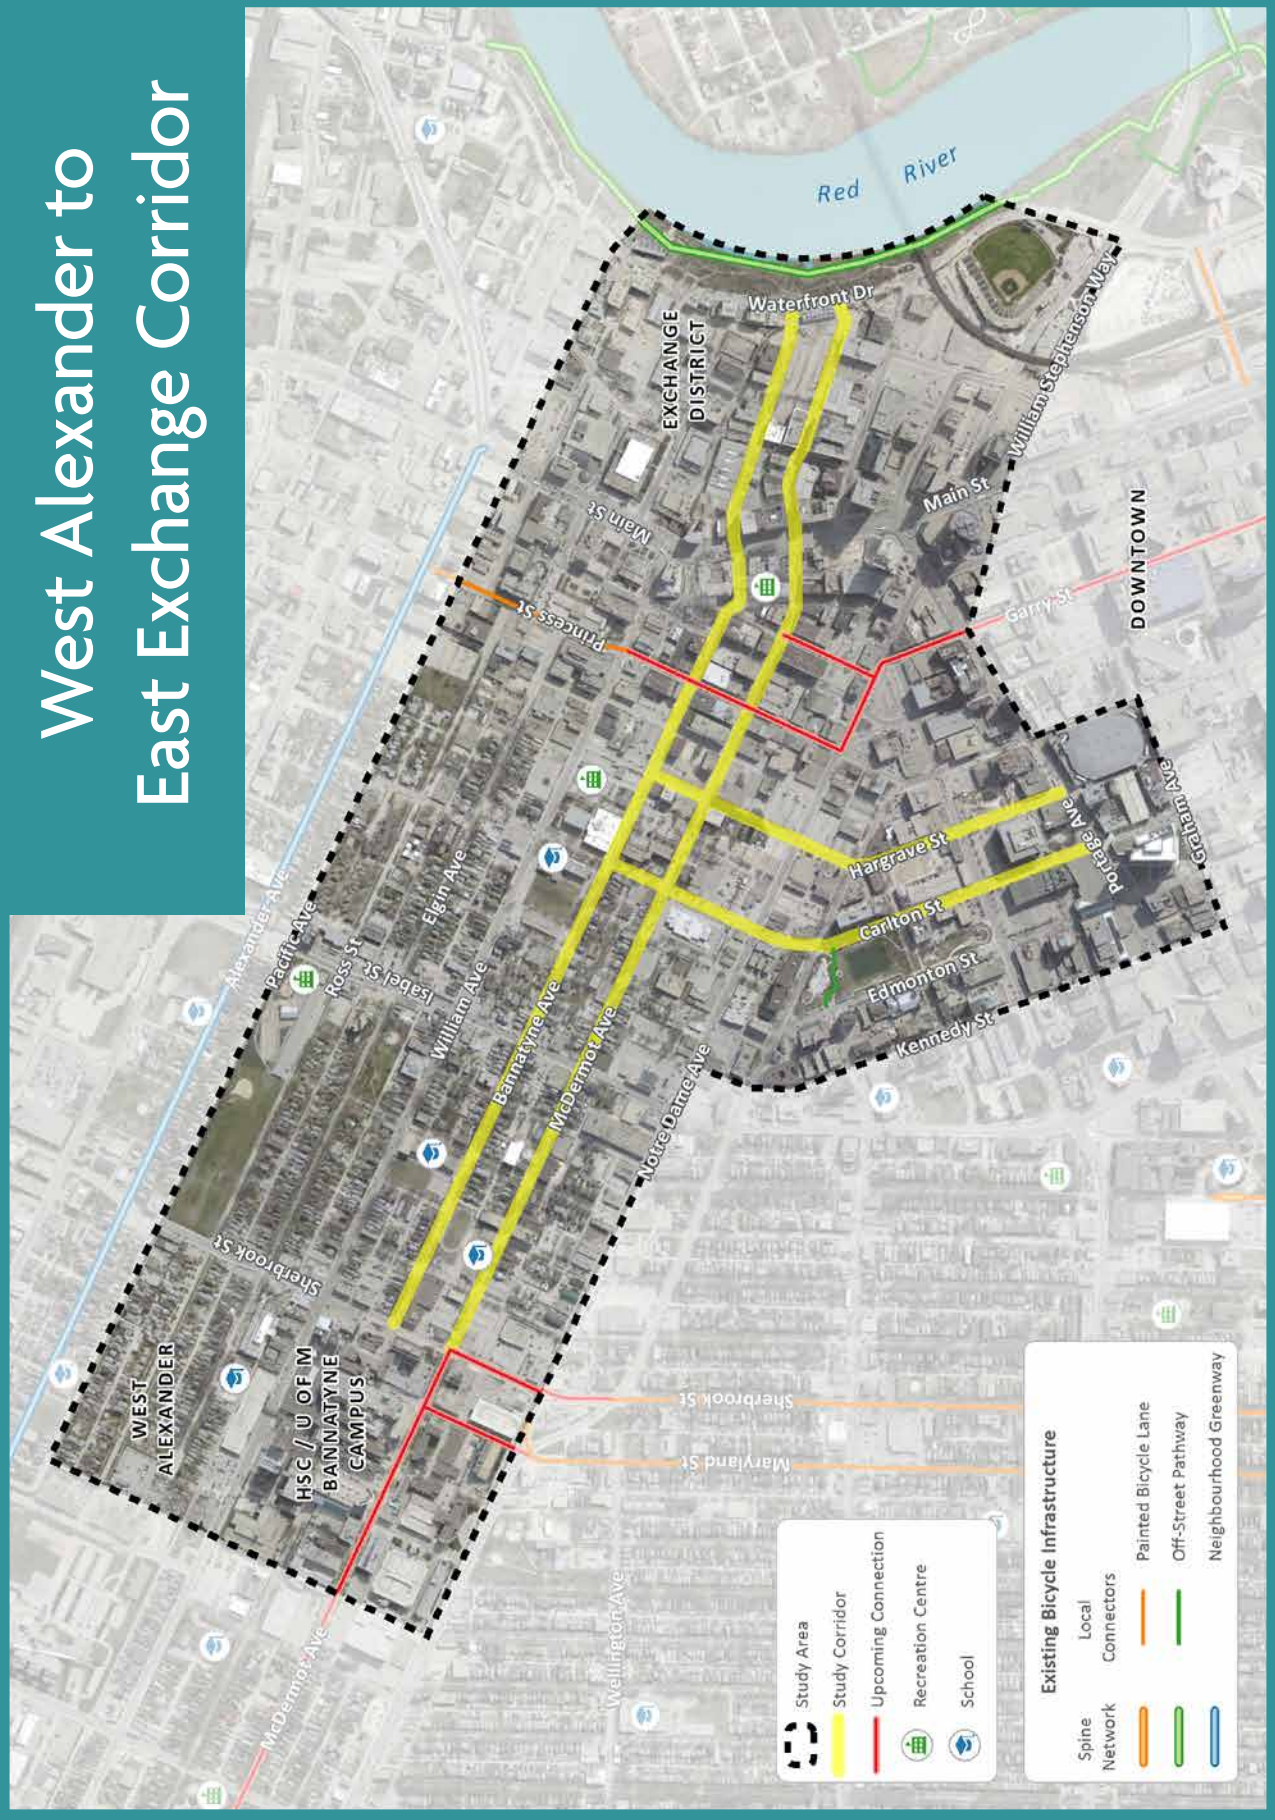 West Alexander to
East Exchange Corridor
Red River
Waterfront Dr
EXCHANGE
DISTRICT
William Stephenson Way
Main St
Main St
DOWNTOWN
Garry St
Princess St
Alexander Ave
Pacific Ave
Ross St
Elgin Ave
Isabel St
William Ave
Bannatyne Ave
McDermot Ave
Notre Dame Ave
Hargrave St
Carlton St
Edmonton St
Kennedy St
Portage Ave
Graham Ave
Sherbrook St
WEST
ALEXANDER
HSC / U OF M
BANNATYNE
CAMPUS
Sherbrook St
Maryland St
McDermot Ave
Wellington Ave
Study Area
Study Corridor
Upcoming Connection
Recreation Centre
School
Existing Bicycle Infrastructure
Spine
Network
Local
Connectors
Painted Bicycle Lane
Off-Street Pathway
Neighbourhood Greenway